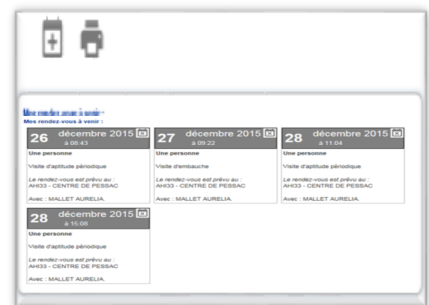 Mes rendez-vous à venir :
26 décembre 2015
à 08:43
Une personne
Visite d'aptitude périodique
Le rendez-vous est prévu au :
AHI33 - CENTRE DE PESSAC
Avec : MALLET AURELIA.
27 décembre 2015
à 09:22
Une personne
Visite d'embauche
Le rendez-vous est prévu au :
AHI33 - CENTRE DE PESSAC
Avec : MALLET AURELIA.
28 décembre 2015
à 11:04
Une personne
Visite d'aptitude périodique
Le rendez-vous est prévu au :
AHI33 - CENTRE DE PESSAC
Avec : MALLET AURELIA.
28 décembre 2015
à 15:08
Une personne
Visite d'aptitude périodique
Le rendez-vous est prévu au :
AHI33 - CENTRE DE PESSAC
Avec : MALLET AURELIA.